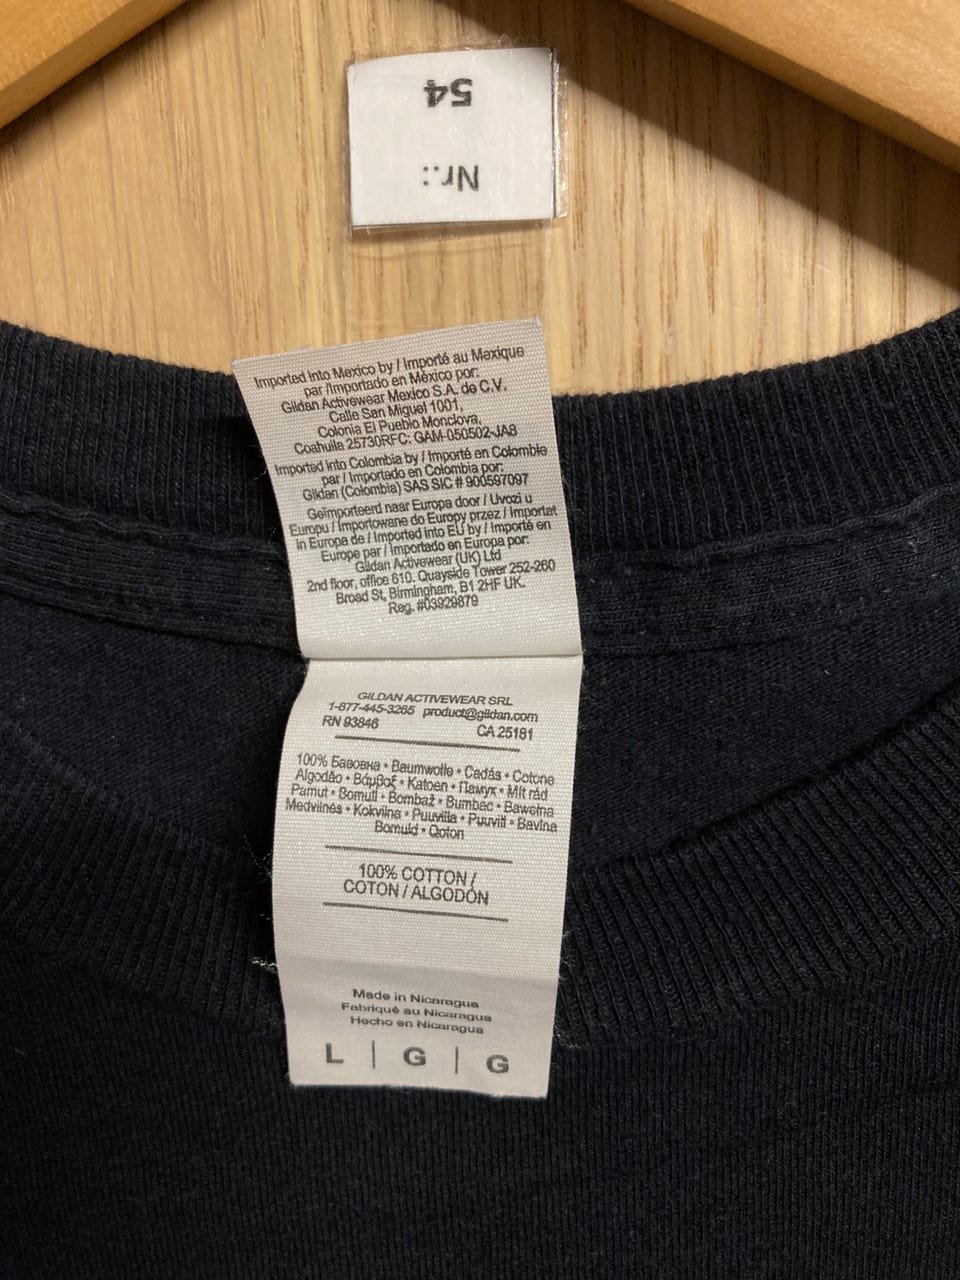 Nr.:
54
Imported into Mexico by / Importé au Mexique
par /Importado en México por:
Gildan Activewear Mexico S.A. de C.V.
Calle San Miguel 1001,
Colonia El Pueblo Monclova,
Coahuila 25730RFC: GAM-050502-JA8
Imported into Colombia by / Importé en Colombie
par / Importado en Colombia por:
Gildan (Colombia) SAS SIC # 900597097
Geïmporteerd naar Europa door / Uvozi u
Europu / Importowane do Europy przez / Importat
in Europa de / Imported into EU by / Importé en
Europe par / Importado en Europa por:
Gildan Activewear (UK) Ltd
2nd floor, office 610. Quayside Tower 252-260
Broad St, Birmingham, B1 2HF UK.
Reg. #03929879
GILDAN ACTIVEWEAR SRL
1-877-445-3265 product@gildan.com
RN 93846 CA 25181
100% Бавовна • Baumwolle • Cadás • Cotone
Algodão • Βάμβαξ • Katoen • Памук • Mít rád
Pamut • Bomull • Bombaž • Bumbac • Bawełna
Medvilnės • Kokvilna • Puuvilla • Puuvill • Bavlna
Bomuld • Qoton
100% COTTON /
COTON / ALGODÓN
Made in Nicaragua
Fabriqué au Nicaragua
Hecho en Nicaragua
L | G | G